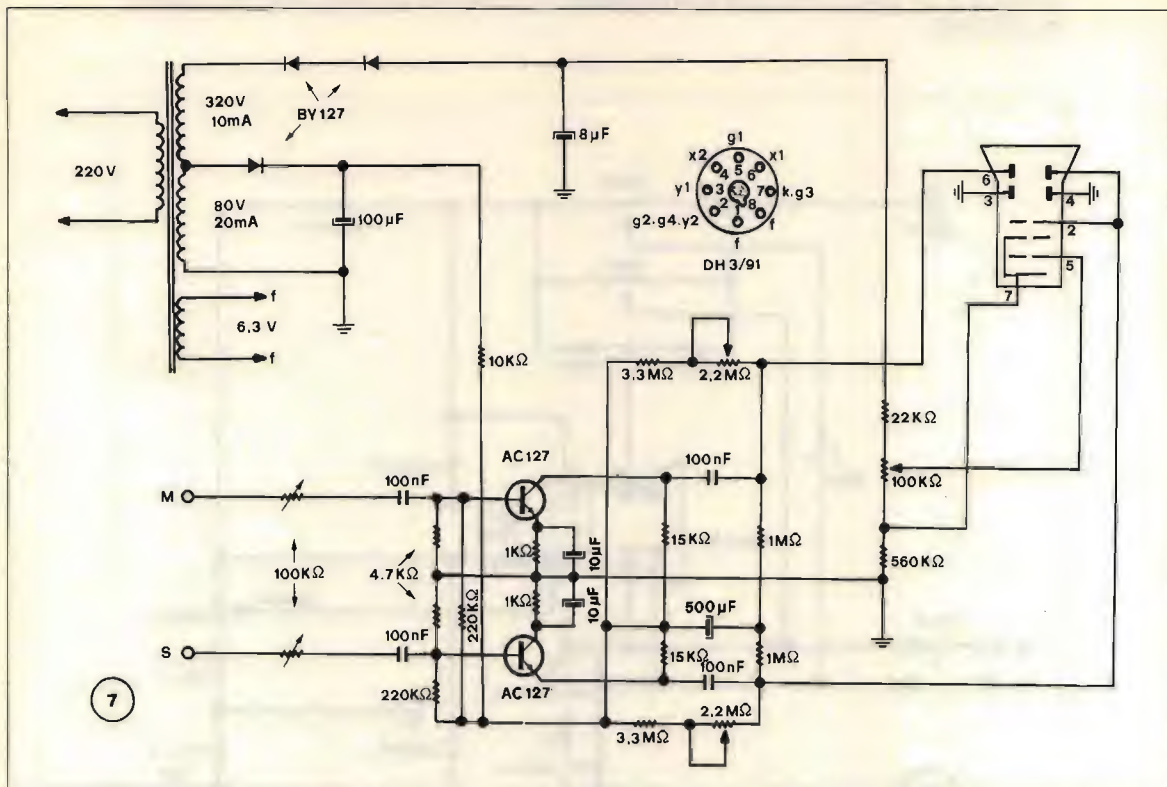 320V
10mA
BY127
220V
80V
20mA
100µF
8µF
6,3 V
f
f
g1
x2
x1
4
5
6
y1
3
7
k.g3
2
1
8
g2.g4.y2
f
f
DH 3/91
6
3
4
2
5
7
10KΩ
3,3MΩ
2,2MΩ
22KΩ
100KΩ
560KΩ
M
100nF
AC127
100nF
100KΩ
4.7KΩ
1KΩ
10µF
15KΩ
1MΩ
220KΩ
1KΩ
10µF
500µF
S
100nF
15KΩ
1MΩ
100nF
220KΩ
AC127
2,2MΩ
3,3MΩ
7